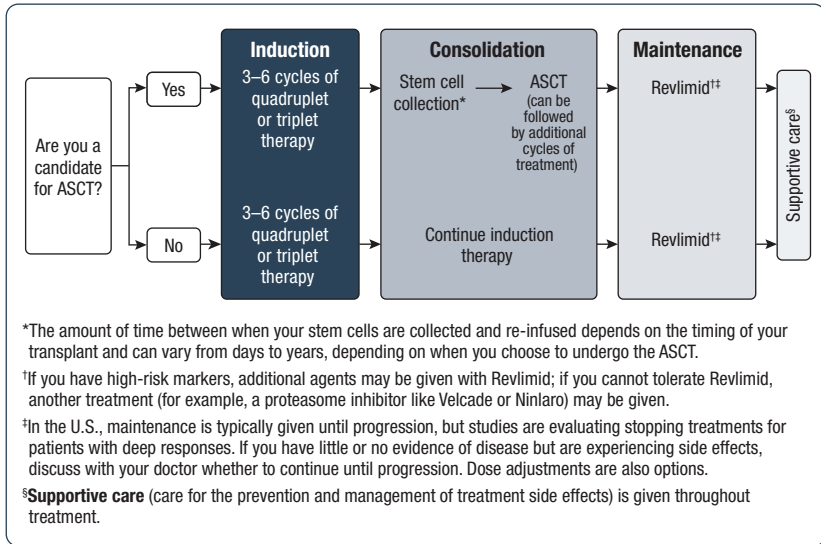 Induction
Consolidation
Maintenance
Are you a
candidate
for ASCT?
Yes
3–6 cycles of
quadruplet
or triplet
therapy
Stem cell
collection*
ASCT
(can be
followed
by additional
cycles of
treatment)
Revlimid†‡
No
3–6 cycles of
quadruplet
or triplet
therapy
Continue induction
therapy
Revlimid†‡
Supportive care§
*The amount of time between when your stem cells are collected and re-infused depends on the timing of your
transplant and can vary from days to years, depending on when you choose to undergo the ASCT.
†If you have high-risk markers, additional agents may be given with Revlimid; if you cannot tolerate Revlimid,
another treatment (for example, a proteasome inhibitor like Velcade or Ninlaro) may be given.
‡In the U.S., maintenance is typically given until progression, but studies are evaluating stopping treatments for
patients with deep responses. If you have little or no evidence of disease but are experiencing side effects,
discuss with your doctor whether to continue until progression. Dose adjustments are also options.
§Supportive care (care for the prevention and management of treatment side effects) is given throughout
treatment.